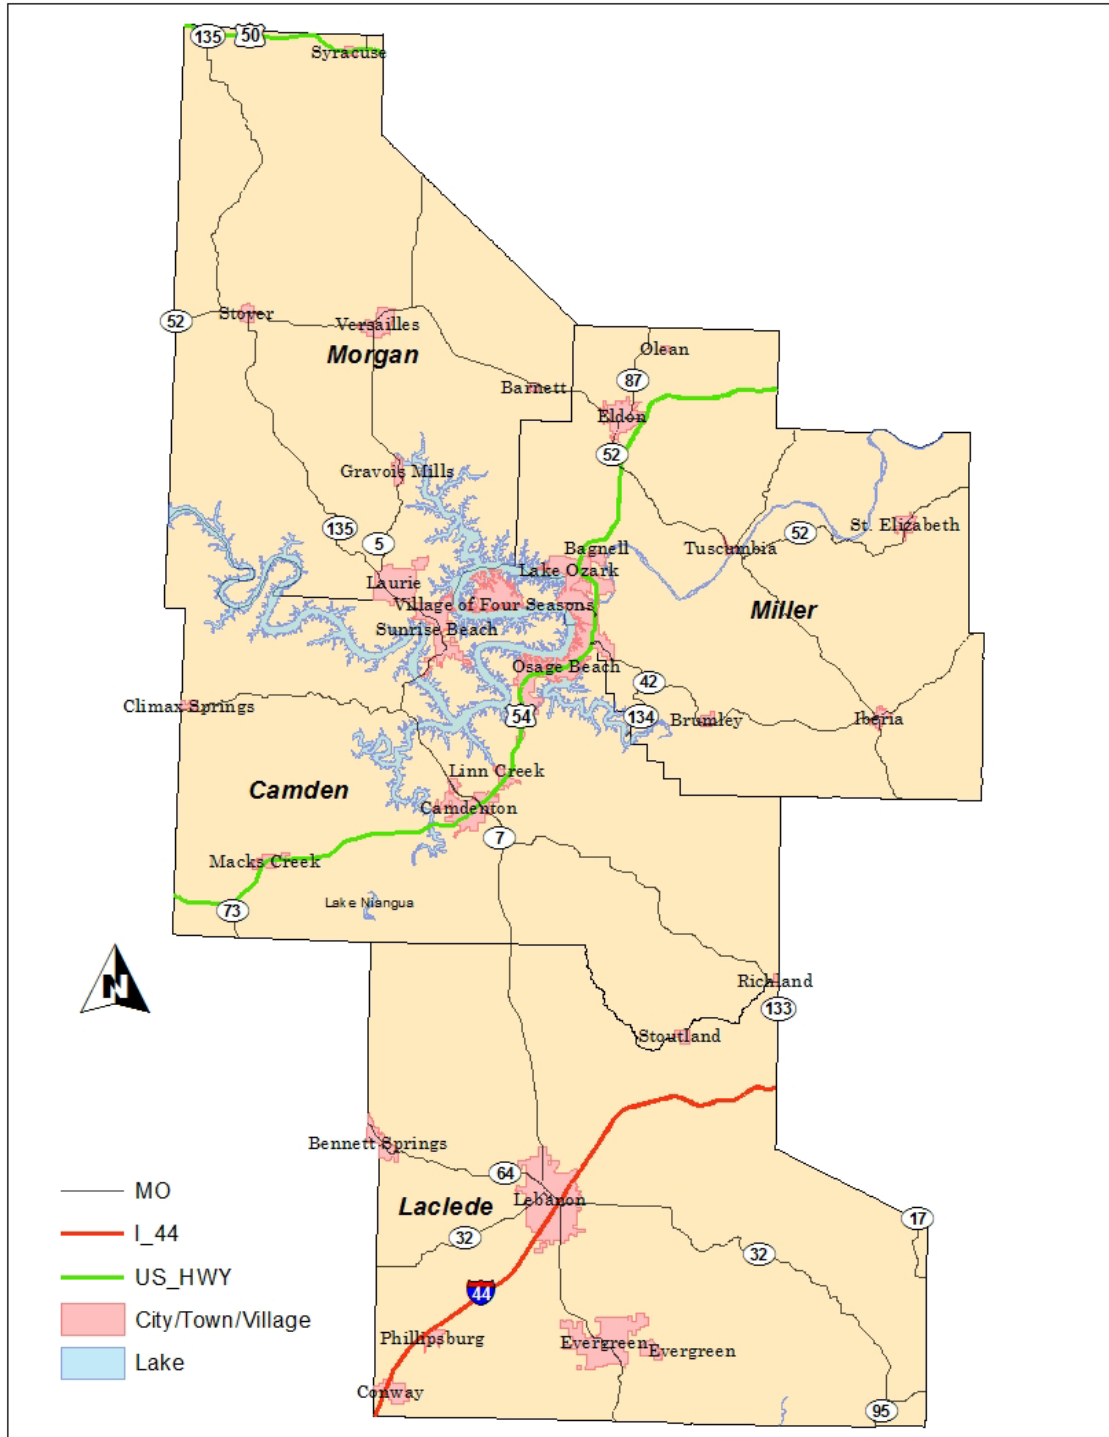 135
50
Syracuse
52
Stover
Versailles
Morgan
Olean
87
Barnett
Eldon
52
Gravois Mills
135
5
52
St. Elizabeth
Bagnell
Tuscumbia
Lake Ozark
Laurie
Village of Four Seasons
Miller
Sunrise Beach
Osage Beach
42
Climax Springs
54
134
Brumley
Iberia
Linn Creek
Camden
Camdenton
7
Macks Creek
Lake Niangua
73
N
Richland
133
Stoutland
Bennett Springs
64
Lebanon
Laclede
17
32
32
44
Phillipsburg
Evergreen
Evergreen
Conway
95
MO
I_44
US_HWY
City/Town/Village
Lake